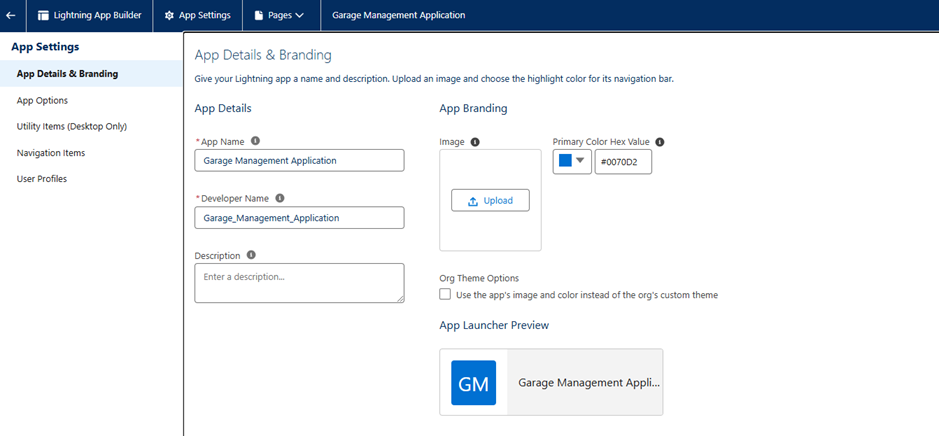 Lightning App Builder
App Settings
Pages
Garage Management Application
App Settings
App Details & Branding
App Options
Utility Items (Desktop Only)
Navigation Items
User Profiles
App Details & Branding
Give your Lightning app a name and description. Upload an image and choose the highlight color for its navigation bar.
App Details
* App Name
Garage Management Application
* Developer Name
Garage_Management_Application
Description
Enter a description...
App Branding
Image
Upload
Primary Color Hex Value
#0070D2
Org Theme Options
Use the app's image and color instead of the org's custom theme
App Launcher Preview
GM
Garage Management Appli...